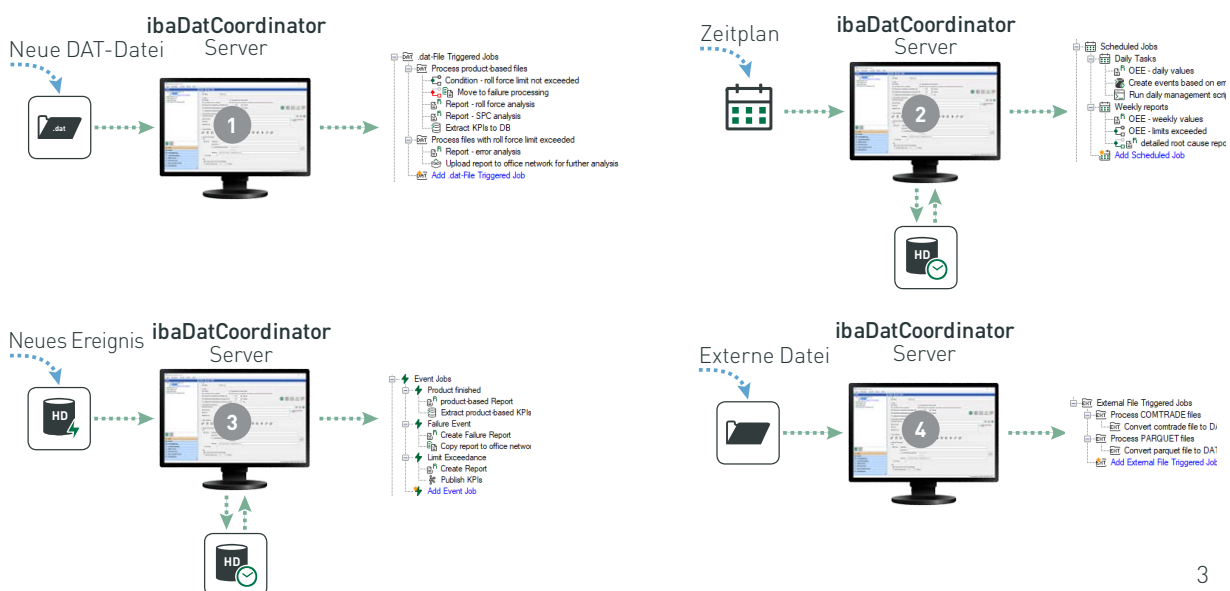 Neue DAT-Datei
ibaDatCoordinator
Server
.dat
1
.dat-File Triggered Jobs
Process product-based files
Condition - roll force limit not exceeded
Move to failure processing
Report - roll force analysis
Report - SPC analysis
Extract KPIs to DB
Process files with roll force limit exceeded
Report - error analysis
Upload report to office network for further analysis
Add .dat-File Triggered Job
Zeitplan
ibaDatCoordinator
Server
2
HD
Scheduled Jobs
Daily Tasks
OEE - daily values
Create events based on
Run daily management
Weekly reports
OEE - weekly values
OEE - limits exceeded
detailed root cause
Add Scheduled Job
Neues Ereignis
ibaDatCoordinator
Server
HD
3
HD
Event Jobs
Product finished
product-based Report
Extract product-based KPIs
Failure Event
Create Failure Report
Copy report to office
Limit Exceedance
Create Report
Publish KPIs
Add Event Job
Externe Datei
ibaDatCoordinator
Server
4
External File Triggered Jobs
Process COMTRADE files
Convert comtrade file to
Process PARQUET files
Convert parquet file to DAT
Add External File Triggered Job
3